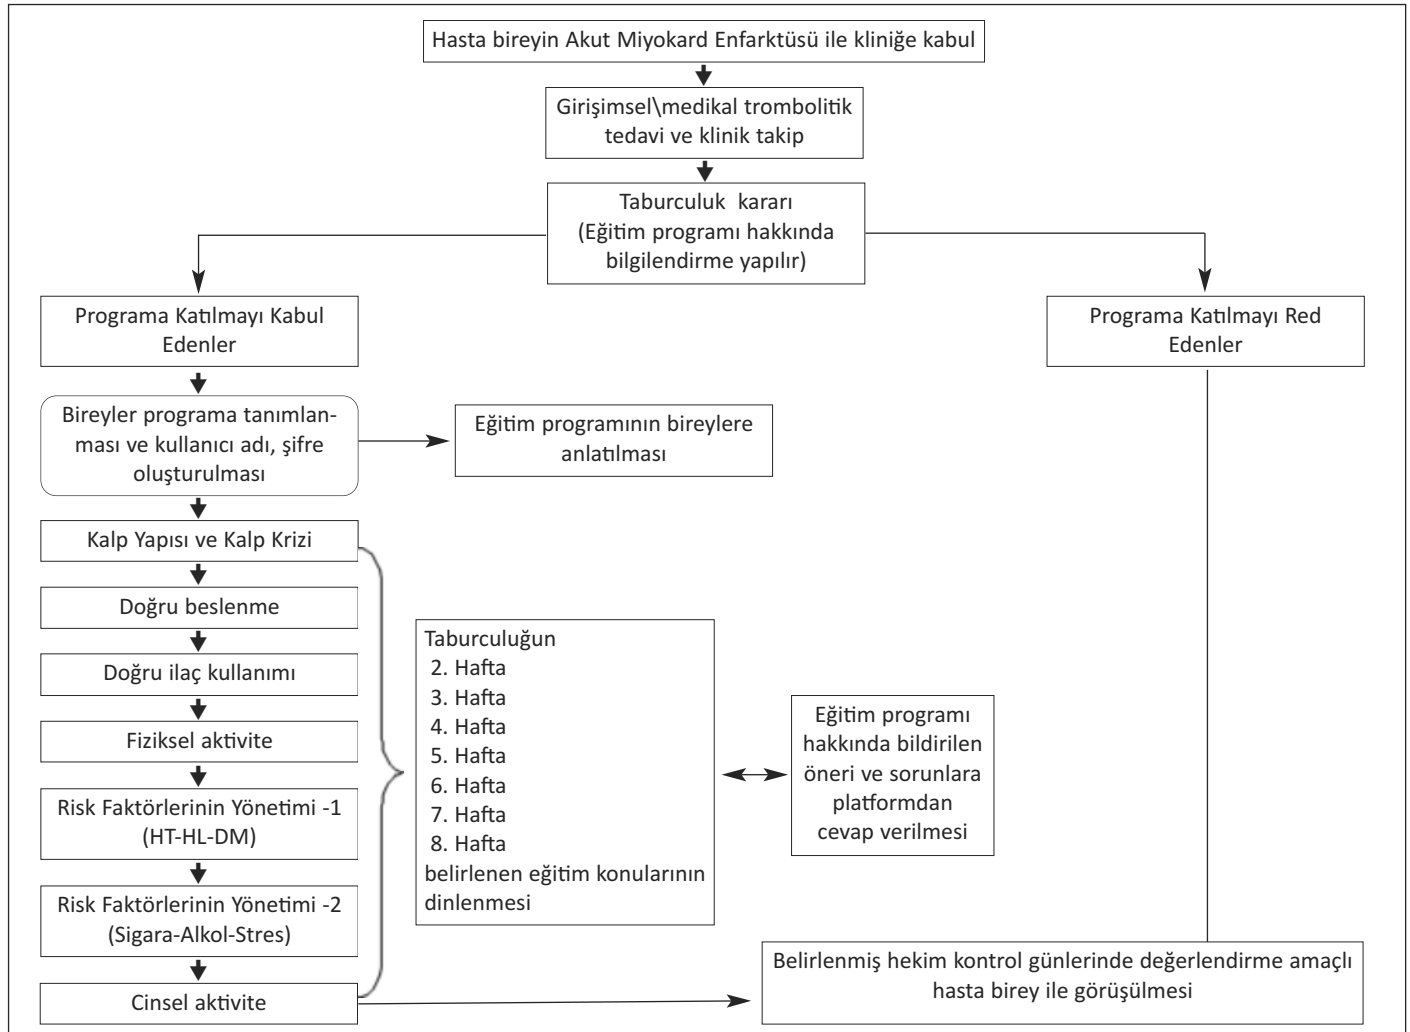 Hasta bireyin Akut Miyokard Enfarktüsü ile kliniğe kabul
Girişimsel\medikal trombolitik
tedavi ve klinik takip
Taburculuk kararı
(Eğitim programı hakkında
bilgilendirme yapılır)
Programa Katılmayı Kabul
Edenler
Programa Katılmayı Red
Edenler
Bireyler programa tanımlan-
ması ve kullanıcı adı, şifre
oluşturulması
Eğitim programının bireylere
anlatılması
Kalp Yapısı ve Kalp Krizi
Doğru beslenme
Doğru ilaç kullanımı
Fiziksel aktivite
Risk Faktörlerinin Yönetimi -1
(HT-HL-DM)
Risk Faktörlerinin Yönetimi -2
(Sigara-Alkol-Stres)
Cinsel aktivite
Taburculuğun
2. Hafta
3. Hafta
4. Hafta
5. Hafta
6. Hafta
7. Hafta
8. Hafta
belirlenen eğitim konularının
dinlenmesi
Eğitim programı
hakkında bildirilen
öneri ve sorunlara
platformdan
cevap verilmesi
Belirlenmiş hekim kontrol günlerinde değerlendirme amaçlı
hasta birey ile görüşülmesi